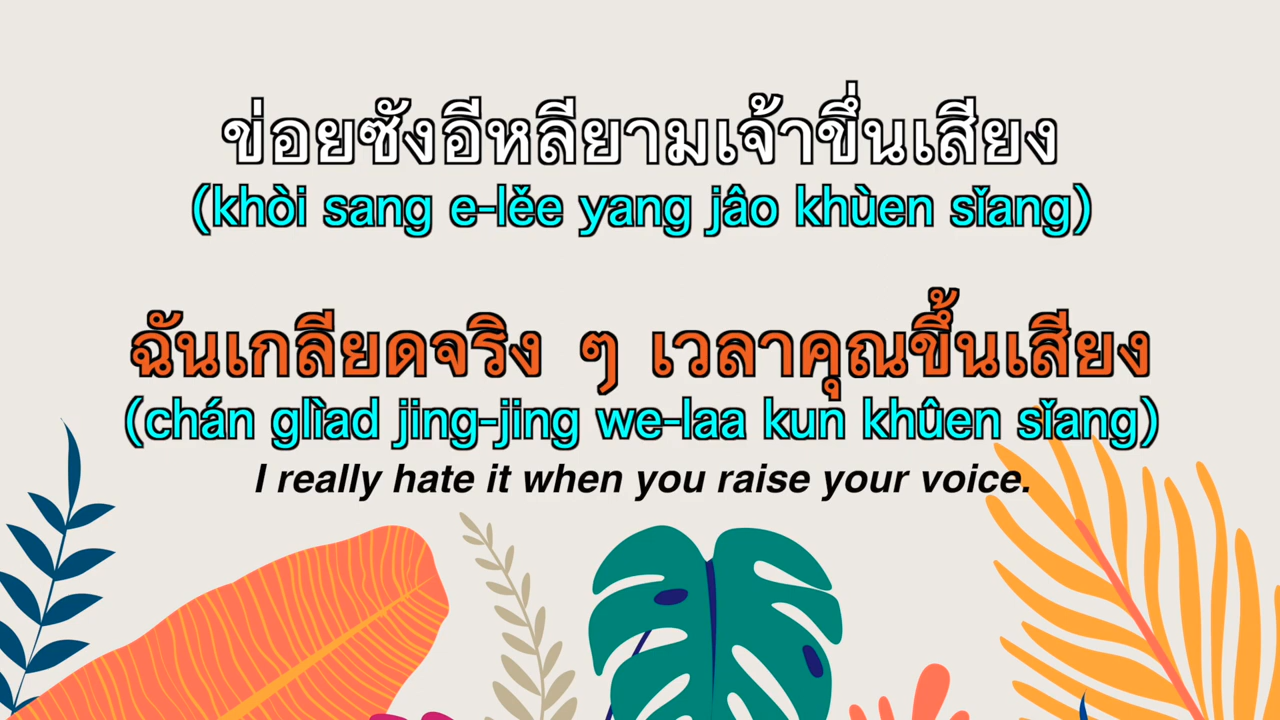 ข่อยซังอีหลียามเจ้าขึ่นเสียง
(khòi sang e-lěe yang jâo khùen sǐang)
ฉันเกลียดจริง ๆ เวลาคุณขึ้นเสียง
(chán glìad jing-jing we-laa kun khûen sǐang)
I really hate it when you raise your voice.